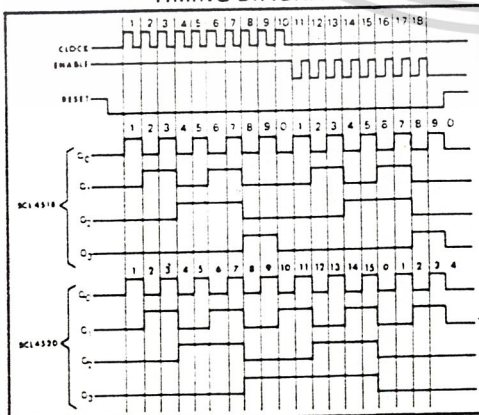 TIMING
1 2 3 4 5 6 7 8 9 10 11 12 13 14 15 16 17 18
CLOCK
ENABLE
RESET
1 2 3 4 5 6 7 8 9 0 1 2 3 4 5 6 7 8 9 0
Q0
Q1
SCL4518
Q2
Q3
1 2 3 4 5 6 7 8 9 10 11 12 13 14 15 0 1 2 3 4
Q0
Q1
SCL4520
Q2
Q3